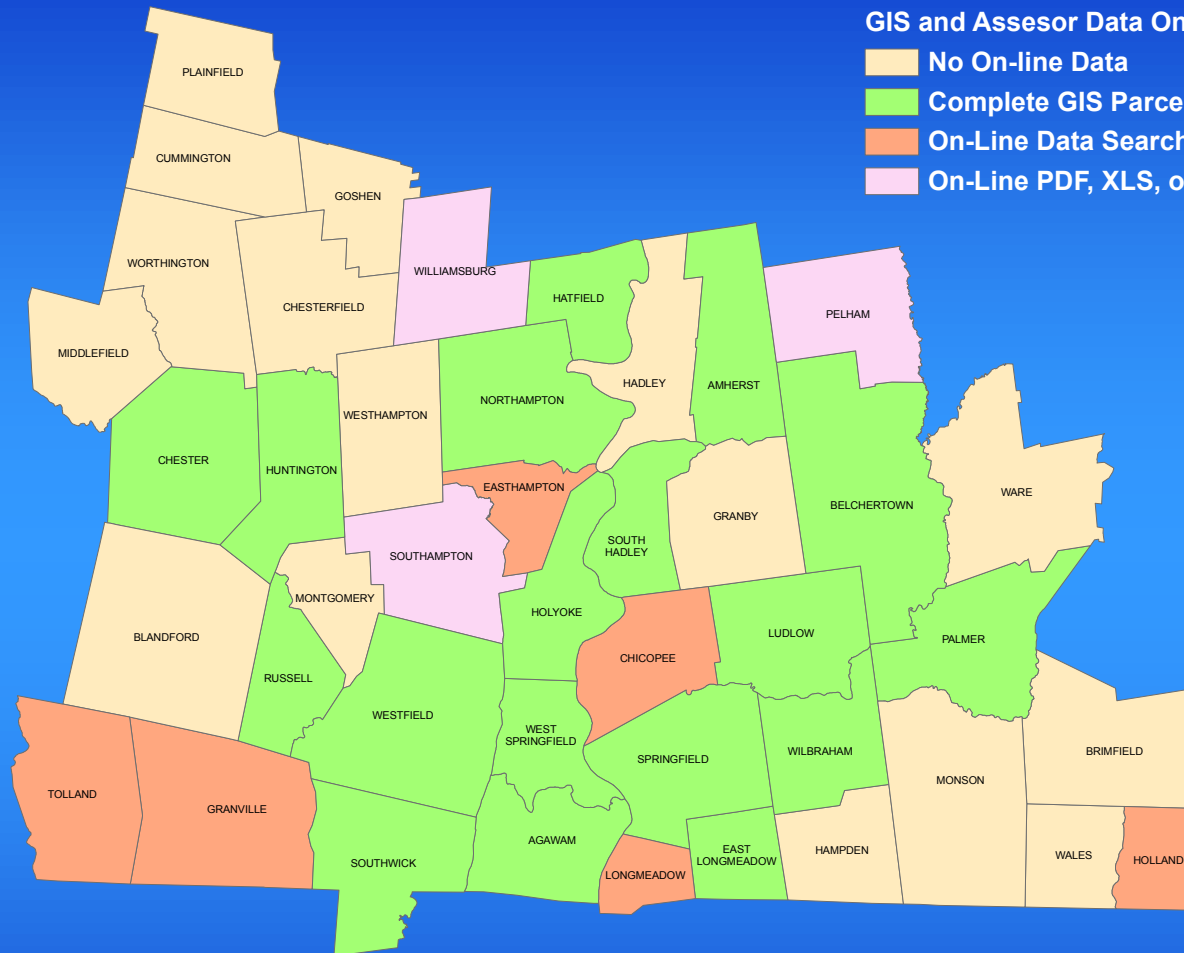 GIS and Assesor Data On
No On-line Data
Complete GIS Parce
On-Line Data Search
On-Line PDF, XLS, o
PLAINFIELD
CUMMINGTON
GOSHEN
WORTHINGTON
WILLIAMSBURG
CHESTERFIELD
HATFIELD
PELHAM
MIDDLEFIELD
HADLEY
AMHERST
NORTHAMPTON
WESTHAMPTON
CHESTER
HUNTINGTON
EASTHAMPTON
WARE
BELCHERTOWN
GRANBY
SOUTH
HADLEY
SOUTHAMPTON
MONTGOMERY
HOLYOKE
BLANDFORD
LUDLOW
PALMER
CHICOPEE
RUSSELL
WESTFIELD
WEST
SPRINGFIELD
SPRINGFIELD
WILBRAHAM
BRIMFIELD
MONSON
TOLLAND
GRANVILLE
AGAWAM
EAST
LONGMEADOW
HAMPDEN
WALES
HOLLAND
SOUTHWICK
LONGMEADOW